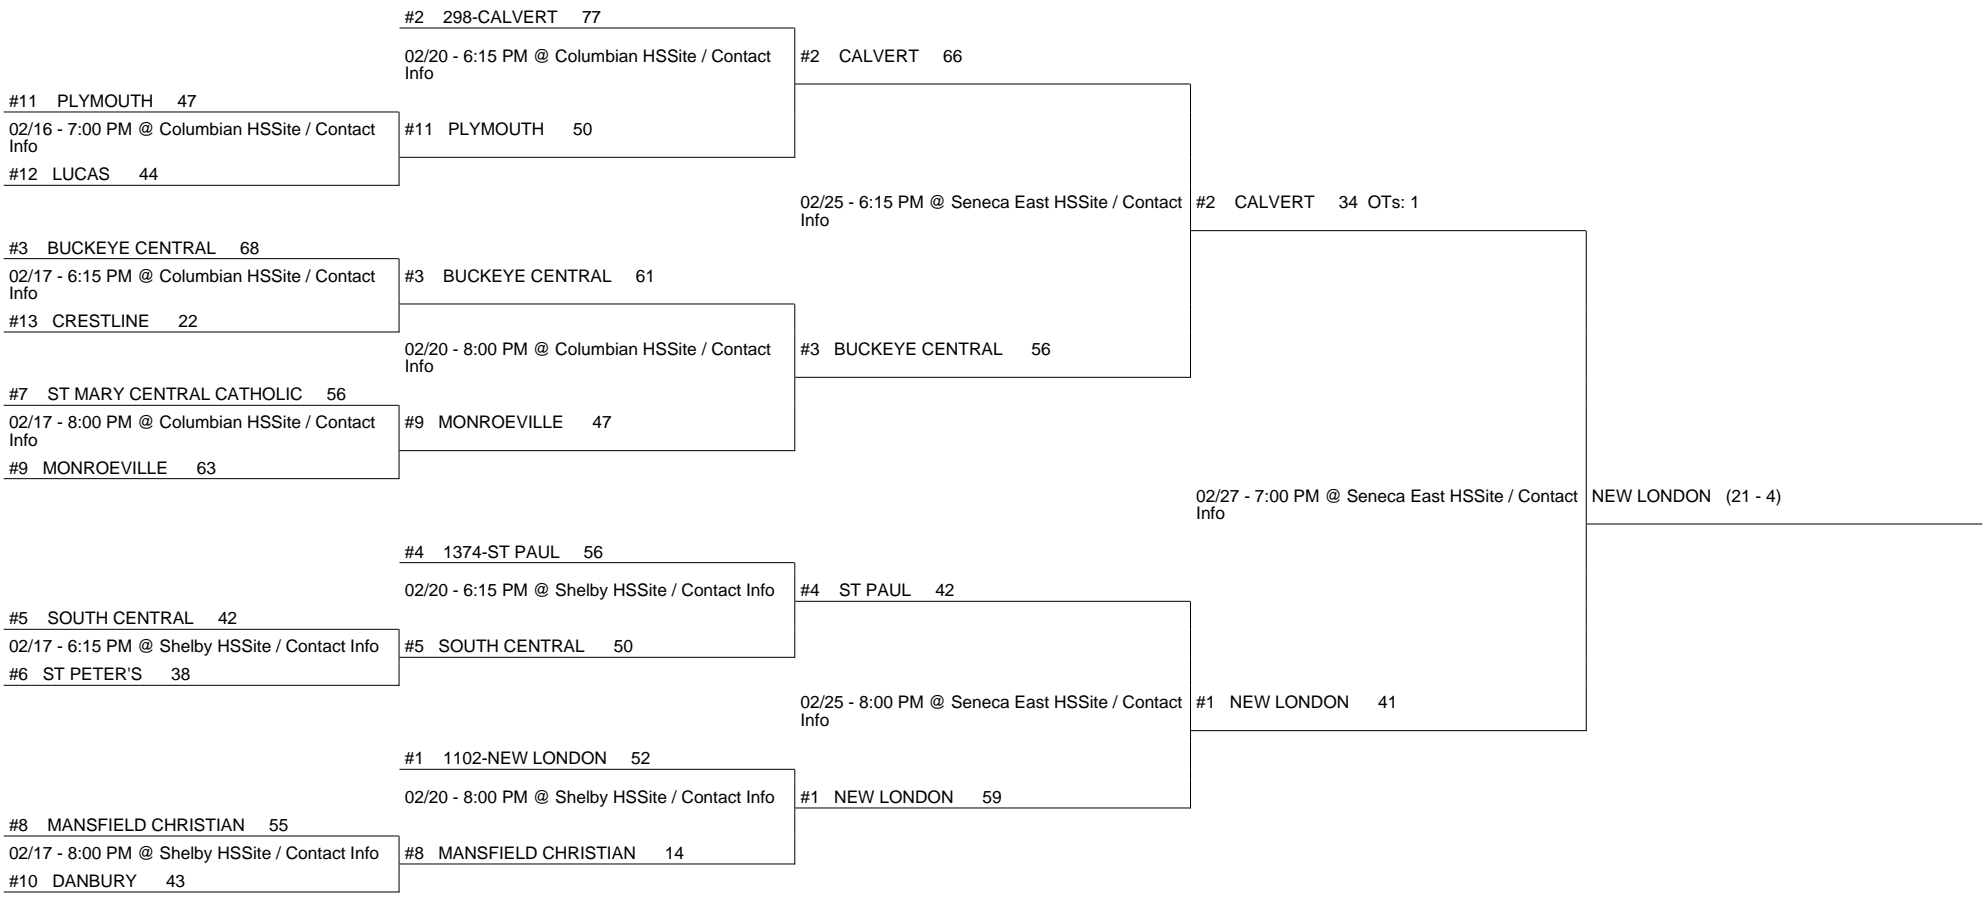 #2 298-CALVERT 77
02/20 - 6:15 PM @ Columbian HSSite / Contact
Info
#2 CALVERT 66
#11 PLYMOUTH 47
02/16 - 7:00 PM @ Columbian HSSite / Contact
Info
#11 PLYMOUTH 50
#12 LUCAS 44
02/25 - 6:15 PM @ Seneca East HSSite / Contact
Info
#2 CALVERT 34 OTs: 1
#3 BUCKEYE CENTRAL 68
02/17 - 6:15 PM @ Columbian HSSite / Contact
Info
#3 BUCKEYE CENTRAL 61
#13 CRESTLINE 22
02/20 - 8:00 PM @ Columbian HSSite / Contact
Info
#3 BUCKEYE CENTRAL 56
#7 ST MARY CENTRAL CATHOLIC 56
02/17 - 8:00 PM @ Columbian HSSite / Contact
Info
#9 MONROEVILLE 47
#9 MONROEVILLE 63
02/27 - 7:00 PM @ Seneca East HSSite / Contact
Info
NEW LONDON (21 - 4)
#4 1374-ST PAUL 56
02/20 - 6:15 PM @ Shelby HSSite / Contact Info
#4 ST PAUL 42
#5 SOUTH CENTRAL 42
02/17 - 6:15 PM @ Shelby HSSite / Contact Info
#5 SOUTH CENTRAL 50
#6 ST PETER'S 38
02/25 - 8:00 PM @ Seneca East HSSite / Contact
Info
#1 NEW LONDON 41
#1 1102-NEW LONDON 52
02/20 - 8:00 PM @ Shelby HSSite / Contact Info
#1 NEW LONDON 59
#8 MANSFIELD CHRISTIAN 55
02/17 - 8:00 PM @ Shelby HSSite / Contact Info
#8 MANSFIELD CHRISTIAN 14
#10 DANBURY 43